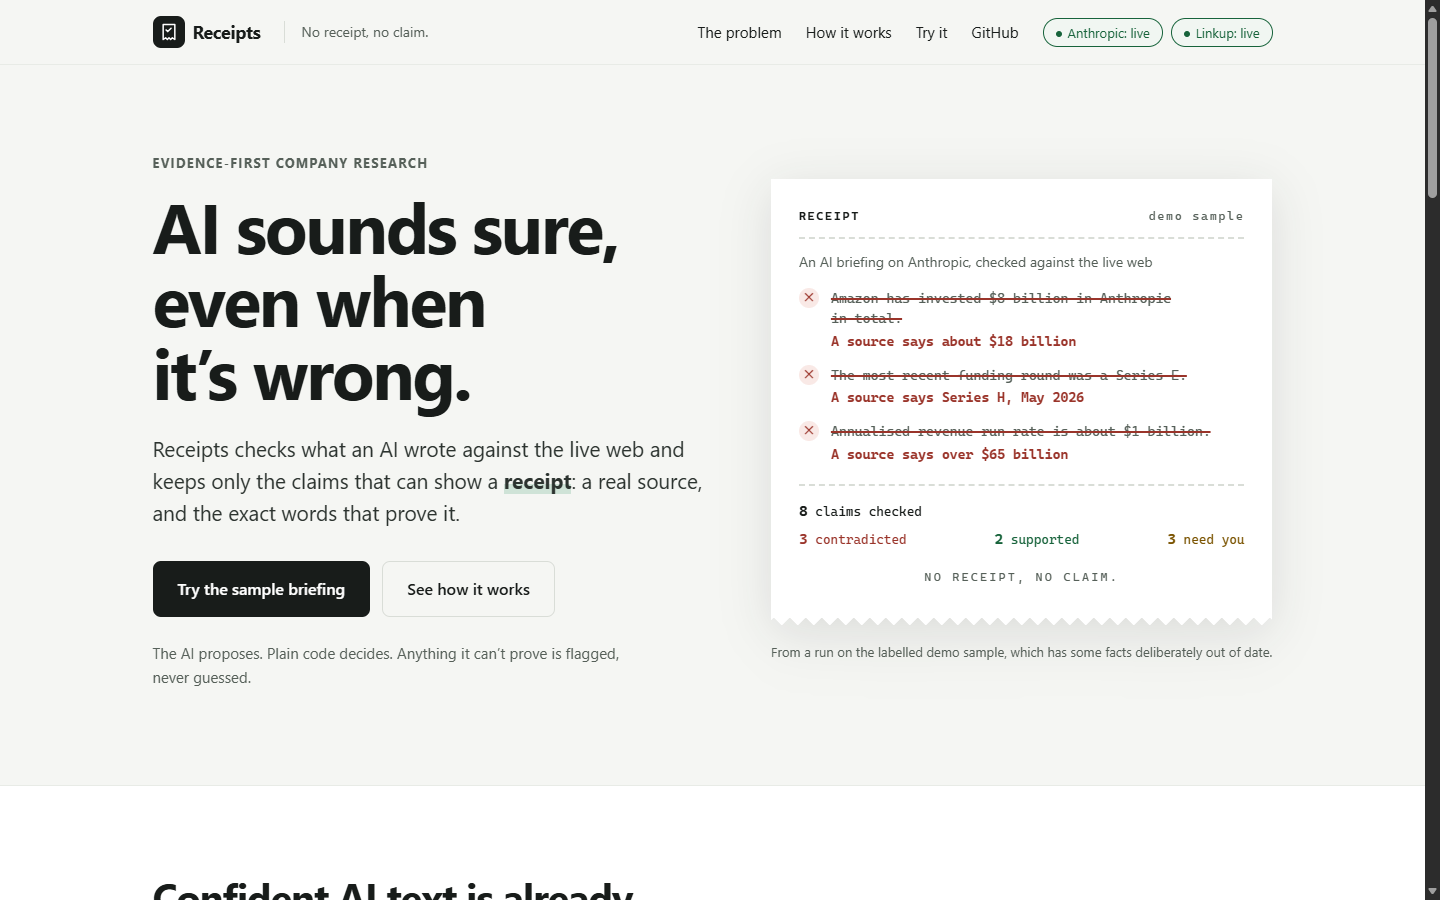 Receipts
No receipt, no claim.
The problem
How it works
Try it
GitHub
Anthropic: live
Linkup: live
EVIDENCE-FIRST COMPANY RESEARCH
AI sounds sure,
even when
it’s wrong.
Receipts checks what an AI wrote against the live web and
keeps only the claims that can show a receipt: a real source,
and the exact words that prove it.
Try the sample briefing
See how it works
The AI proposes. Plain code decides. Anything it can’t prove is flagged,
never guessed.
RECEIPT
demo sample
An AI briefing on Anthropic, checked against the live web
Amazon has invested $8 billion in Anthropic
in total.
A source says about $18 billion
The most recent funding round was a Series E.
A source says Series H, May 2026
Annualised revenue run rate is about $1 billion.
A source says over $65 billion
8 claims checked
3 contradicted
2 supported
3 need you
NO RECEIPT, NO CLAIM.
From a run on the labelled demo sample, which has some facts deliberately out of date.
Confident AI text is already